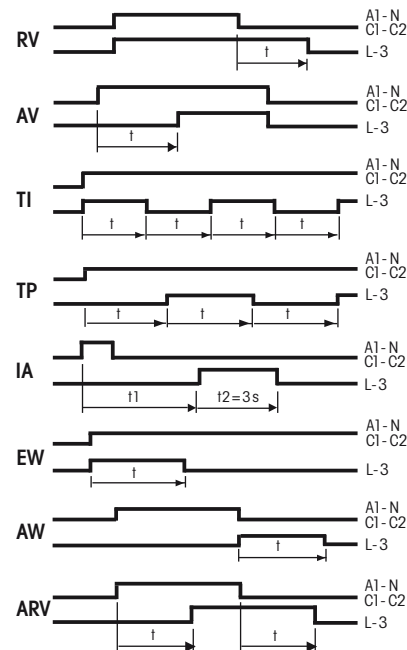 A1-N
C1-C2
RV
L-3
t
A1-N
C1-C2
AV
L-3
t
A1-N
C1-C2
TI
L-3
t t t t
A1-N
C1-C2
TP
L-3
t t t
A1-N
C1-C2
IA
L-3
t1 t2=3s
A1-N
C1-C2
EW
L-3
t
A1-N
C1-C2
AW
L-3
t
A1-N
C1-C2
ARV
L-3
t t